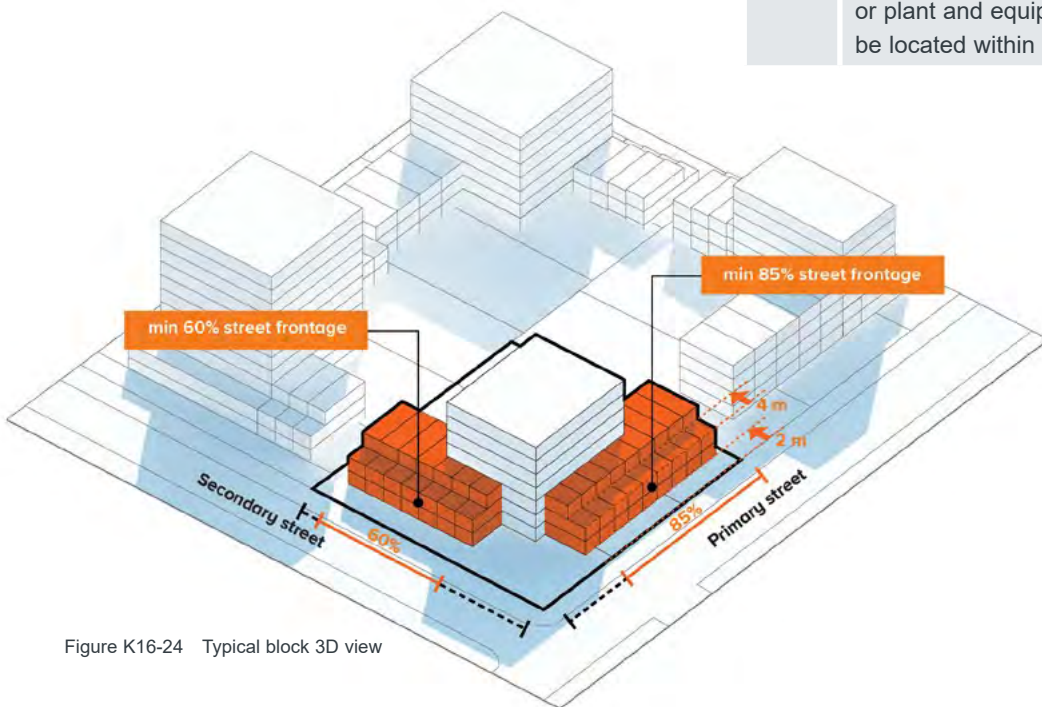 or plant and equip
be located within
min 85% street frontage
min 60% street frontage
4 m
2 m
Secondary street
60%
85%
Primary street
Figure K16-24 Typical block 3D view